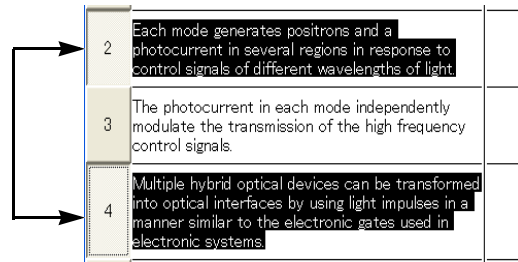 2
Each mode generates positrons and a
photocurrent in several regions in response to
control signals of different wavelengths of light.
3
The photocurrent in each mode independently
modulate the transmission of the high frequency
control signals.
4
Multiple hybrid optical devices can be transformed
into optical interfaces by using light impulses in a
manner similar to the electronic gates used in
electronic systems.